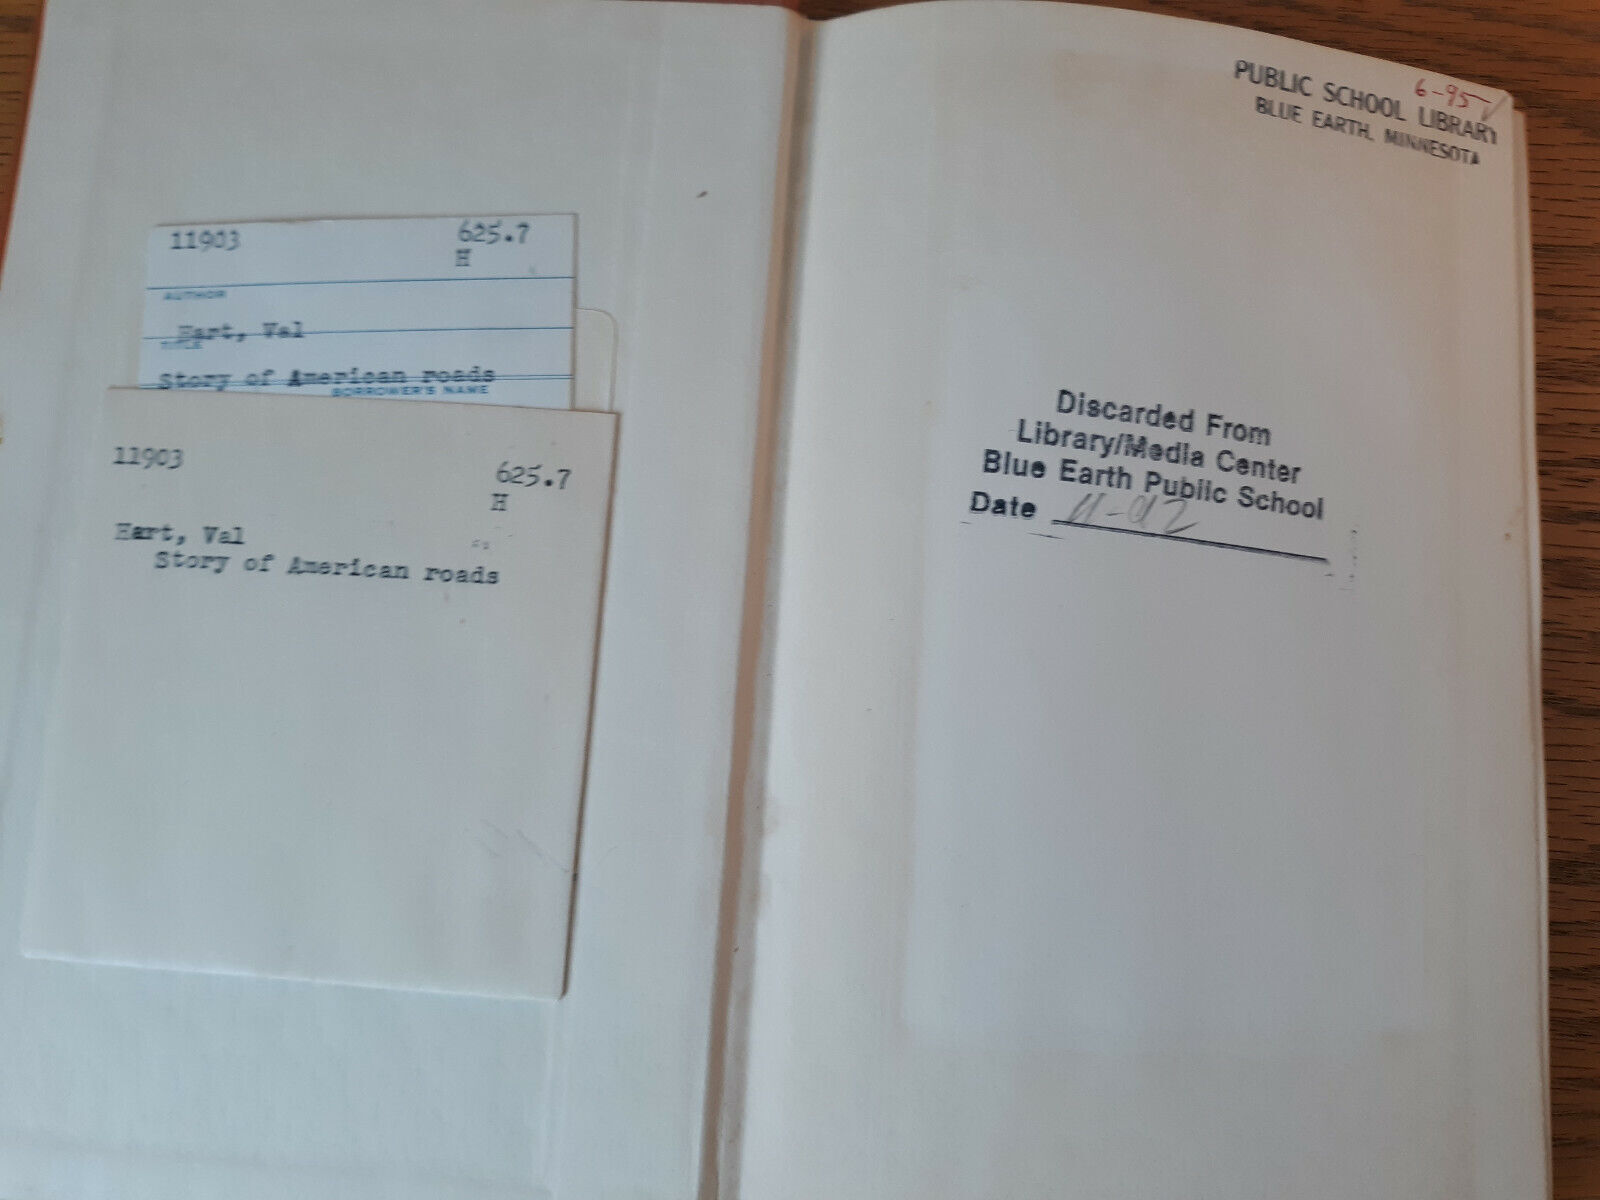 11903 625.7
H
AUTHOR
Hart, Val
TITLE
Story of American roads
BORROWER'S NAME
11903 625.7
H
Hart, Val
Story of American roads
6-95
PUBLIC SCHOOL LIBRARY
BLUE EARTH, MINNESOTA
Discarded From
Library/Media Center
Blue Earth Public School
Date 11-92